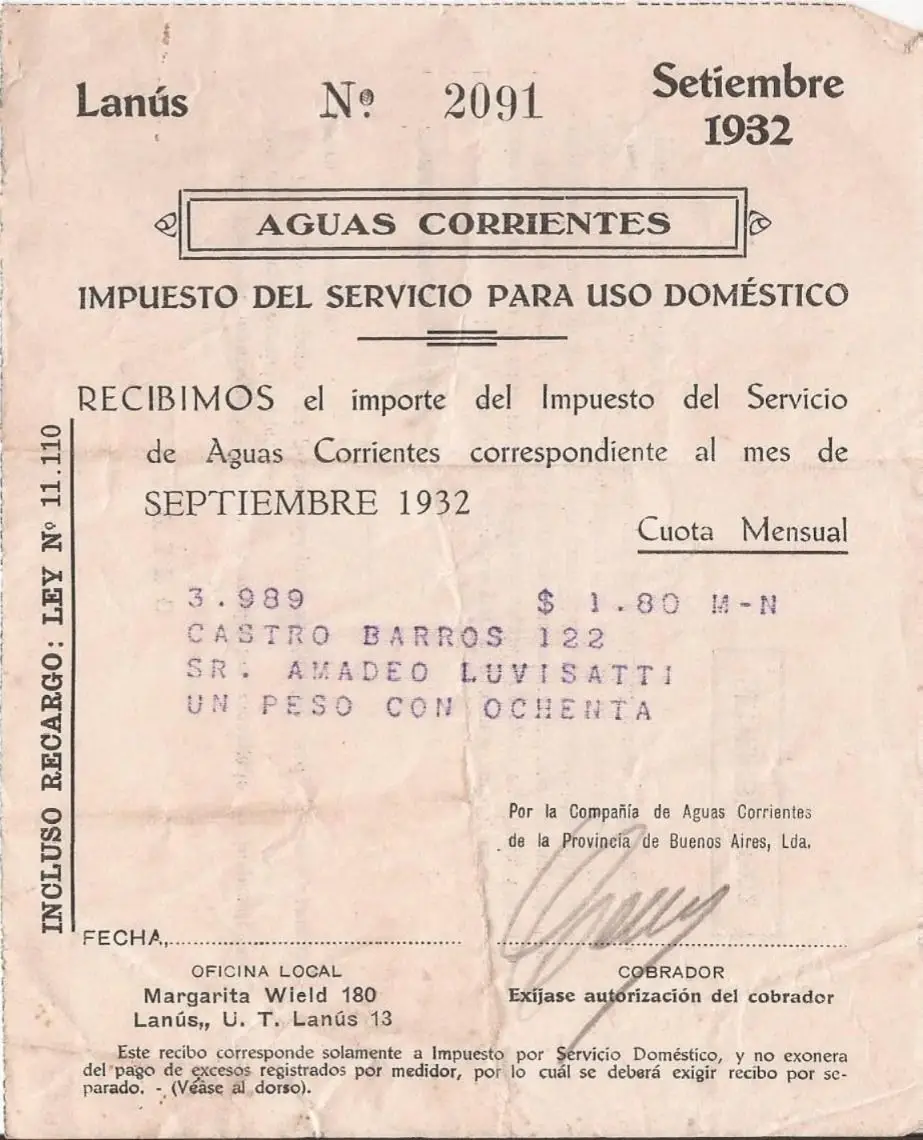 Lanús Nº. 2091 Setiembre
1932
AGUAS CORRIENTES
IMPUESTO DEL SERVICIO PARA USO DOMÉSTICO
RECIBIMOS el importe del Impuesto del Servicio
de Aguas Corrientes correspondiente al mes de
SEPTIEMBRE 1932
Cuota Mensual
INCLUSO RECARGO: LEY Nº 11.110
3.989 $ 1.80 M-N
CASTRO BARROS 122
SR. AMADEO LUVISATTI
UN PESO CON OCHENTA
Por la Compañía de Aguas Corrientes
de la Provincia de Buenos Aires, Lda.
FECHA,
OFICINA LOCAL
Margarita Wield 180
Lanús,, U. T. Lanús 13
COBRADOR
Exíjase autorización del cobrador
Este recibo corresponde solamente a Impuesto por Servicio Doméstico, y no exonera
del pago de excesos registrados por medidor, por lo cuál se deberá exigir recibo por se-
parado. - (Véase al dorso).